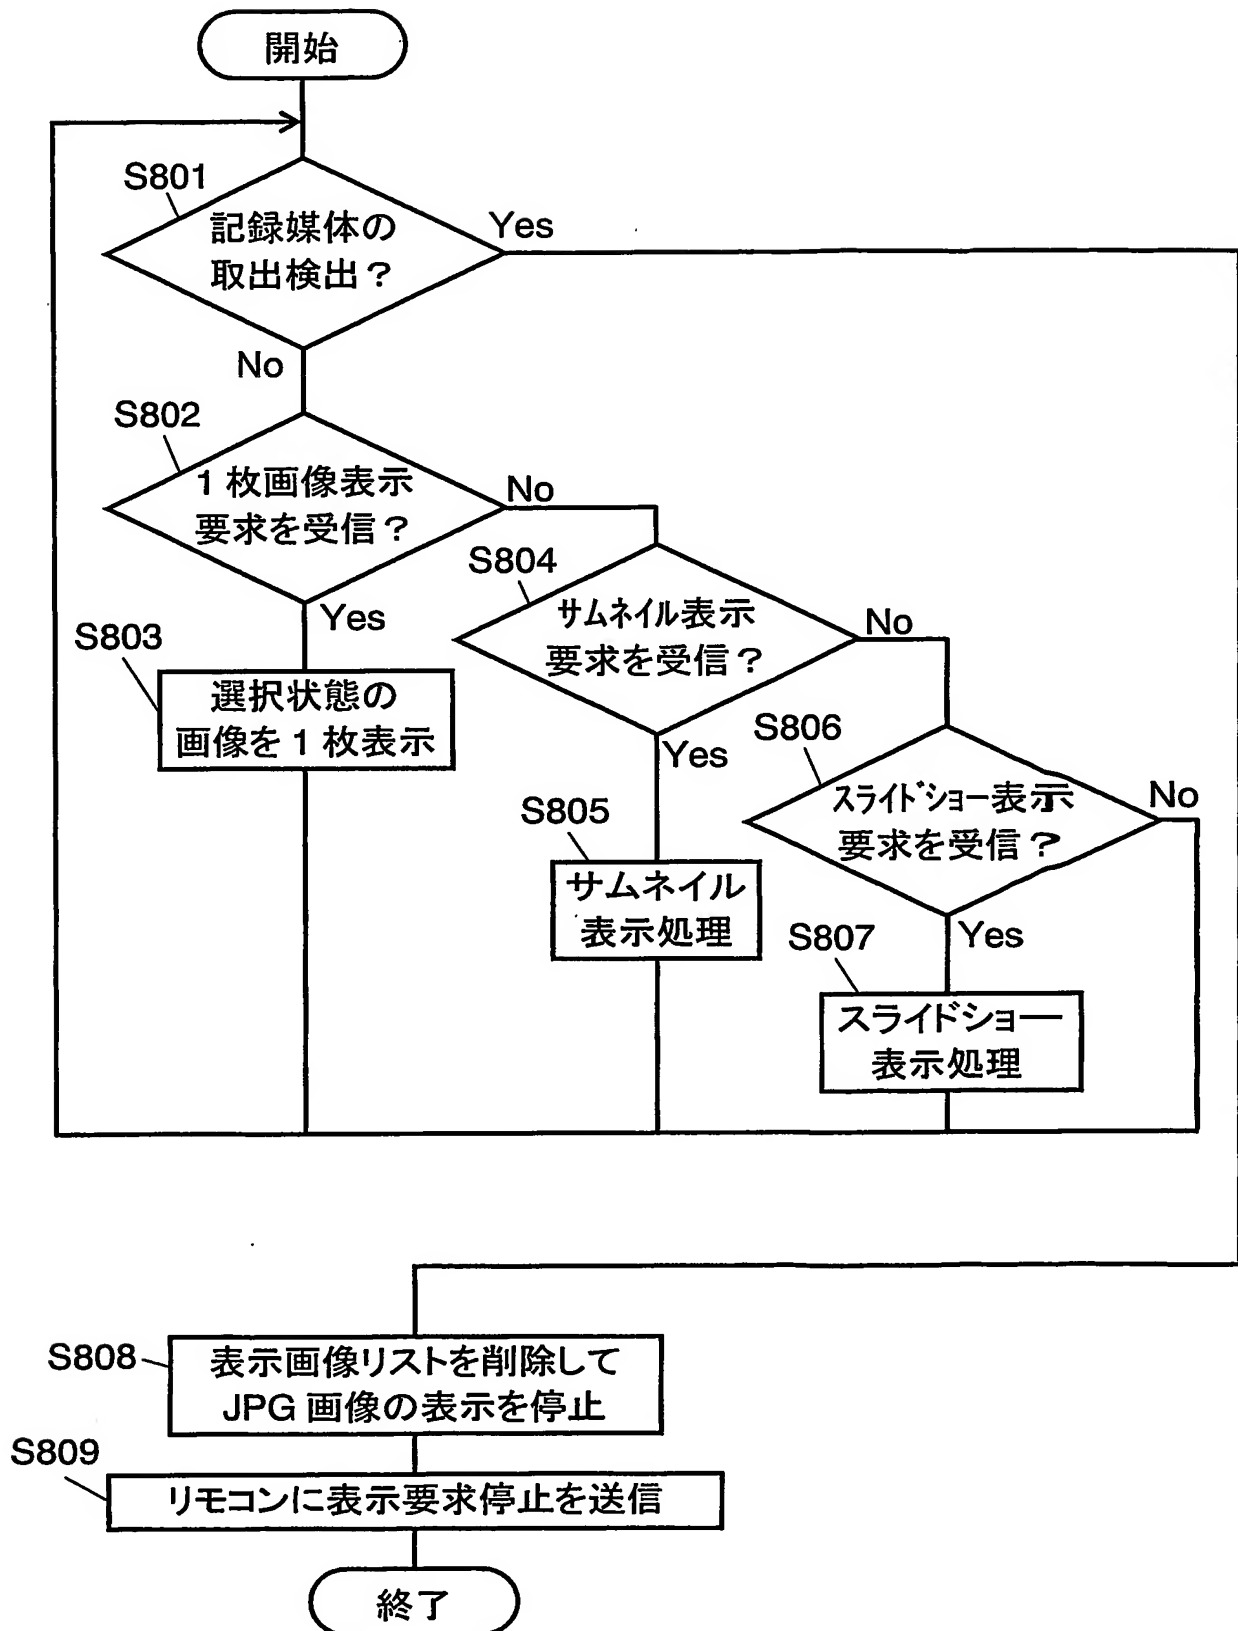 開始
S801
記録媒体の
取出検出?
Yes
No
S802
1枚画像表示
要求を受信?
No
Yes
S803
選択状態の
画像を1枚表示
S804
サムネイル表示
要求を受信?
No
Yes
S805
サムネイル
表示処理
S806
スライドショー表示
要求を受信?
No
Yes
S807
スライドショー
表示処理
S808
表示画像リストを削除して
JPG画像の表示を停止
S809
リモコンに表示要求停止を送信
終了